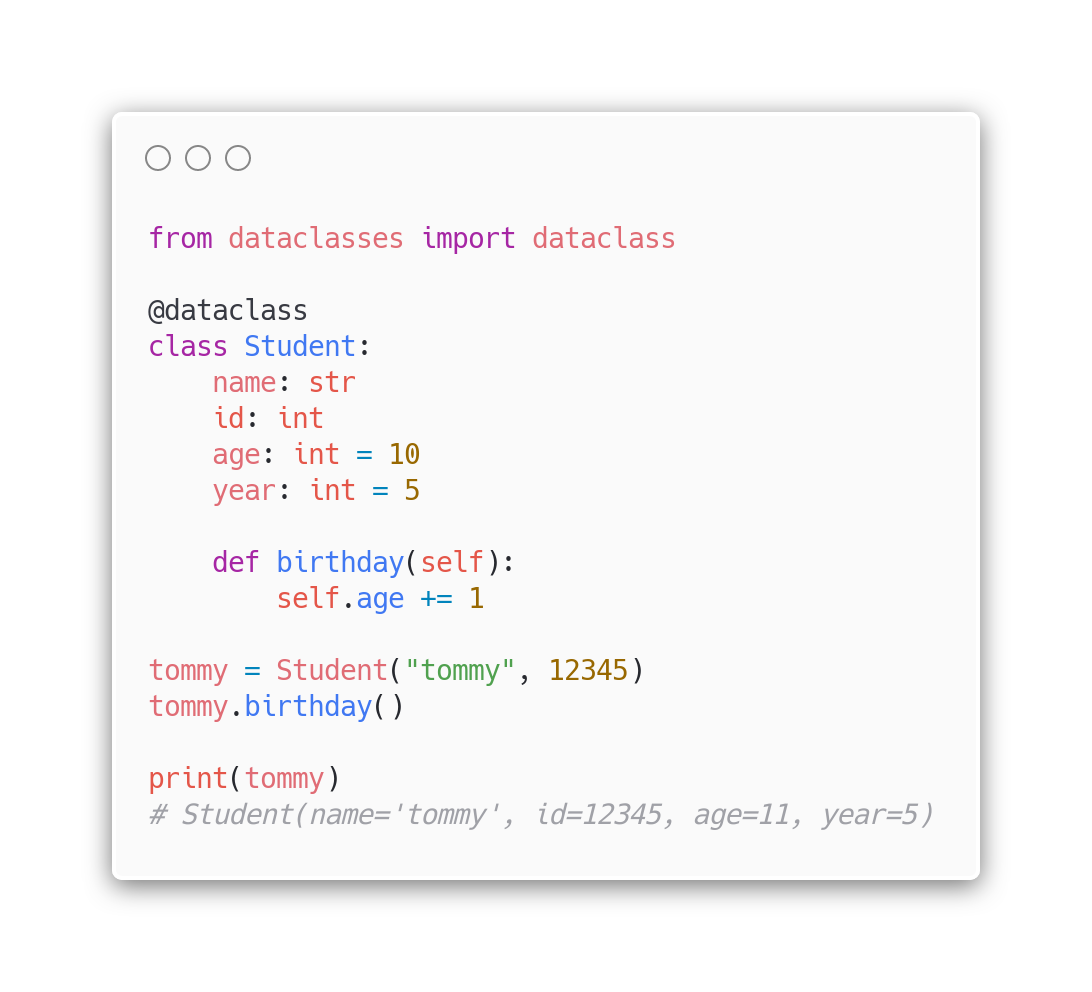 from dataclasses import dataclass

@dataclass
class Student:
    name: str
    id: int
    age: int = 10
    year: int = 5

    def birthday(self):
        self.age += 1

tommy = Student("tommy", 12345)
tommy.birthday()

print(tommy)
# Student(name='tommy', id=12345, age=11, year=5)